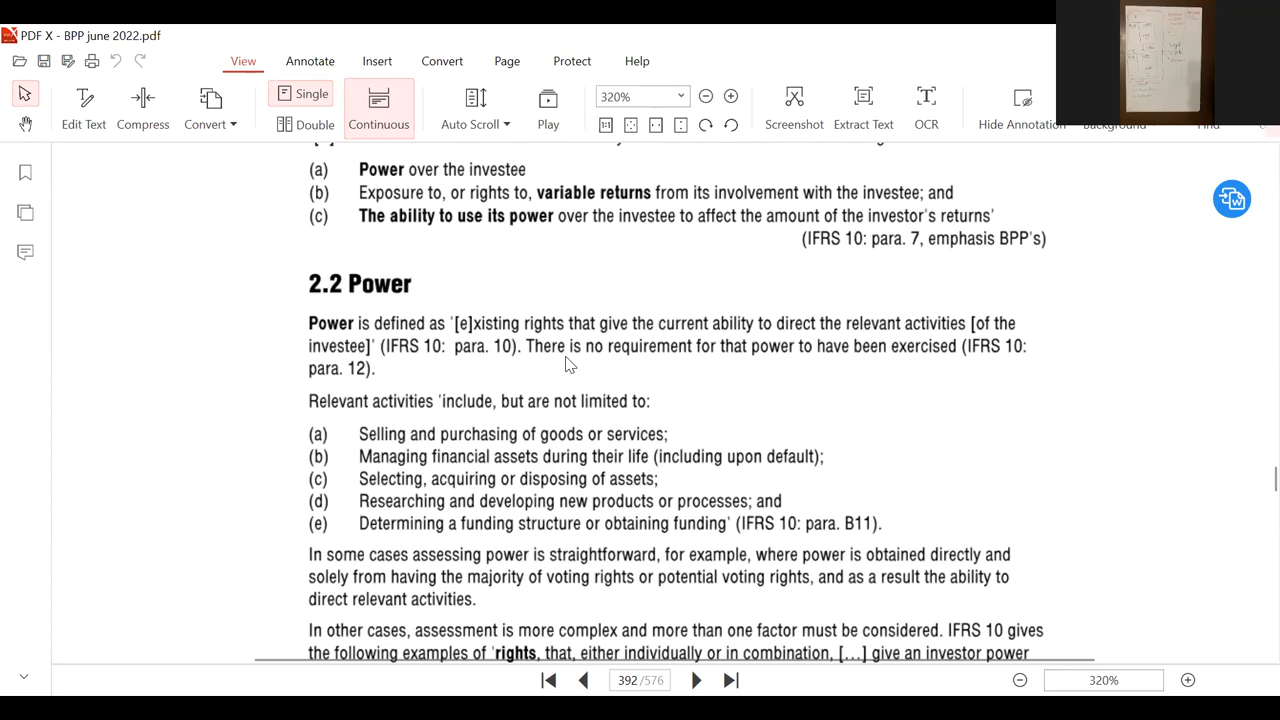 PDF X - BPP june 2022.pdf
View Annotate Insert Convert Page Protect Help
Edit Text Compress Convert Single Double Continuous Auto Scroll Play 320% Screenshot Extract Text OCR Hide Annotation
(a) Power over the investee
(b) Exposure to, or rights to, variable returns from its involvement with the investee; and
(c) The ability to use its power over the investee to affect the amount of the investor's returns'
(IFRS 10: para. 7, emphasis BPP's)
2.2 Power
Power is defined as '[e]xisting rights that give the current ability to direct the relevant activities [of the
investee]' (IFRS 10: para. 10). There is no requirement for that power to have been exercised (IFRS 10:
para. 12).
Relevant activities 'include, but are not limited to:
(a) Selling and purchasing of goods or services;
(b) Managing financial assets during their life (including upon default);
(c) Selecting, acquiring or disposing of assets;
(d) Researching and developing new products or processes; and
(e) Determining a funding structure or obtaining funding' (IFRS 10: para. B11).
In some cases assessing power is straightforward, for example, where power is obtained directly and
solely from having the majority of voting rights or potential voting rights, and as a result the ability to
direct relevant activities.
In other cases, assessment is more complex and more than one factor must be considered. IFRS 10 gives
the following examples of 'rights, that, either individually or in combination, [...] give an investor power
392/576
320%